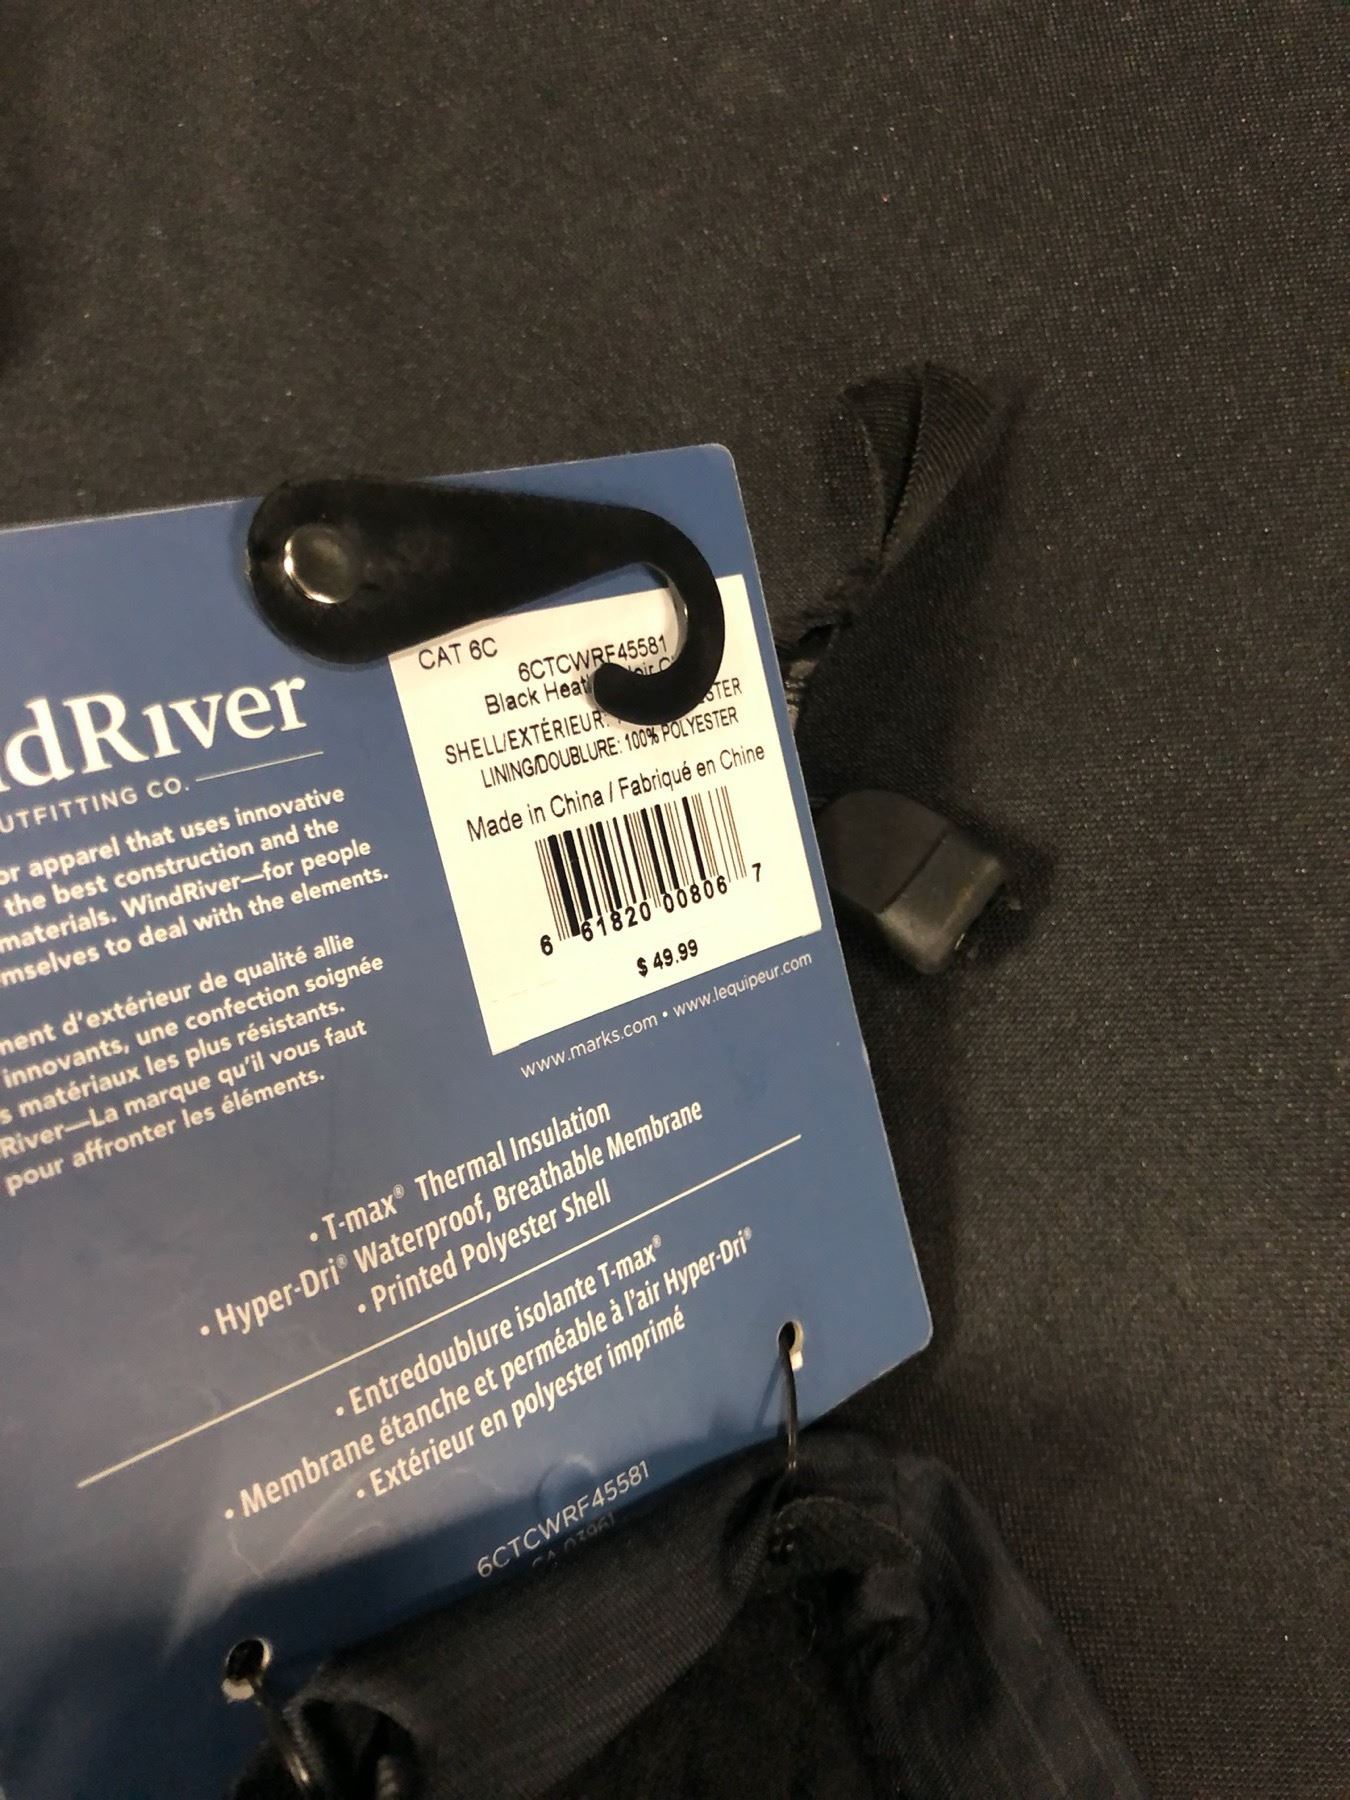 CAT 6C
6CTCWRF45581
Black
SHELL/EXTÉRIEUR:
LINING/DOUBLURE: 100% POLYESTER
Made in China / Fabriqué en Chine
6 61820 00806 7
$ 49.99
www.marks.com • www.lequipeur.com
dRiver
OUTFITTING CO.
apparel that uses innovative
the best construction and the
materials. WindRiver—for people
to deal with the elements.
d'extérieur de qualité allie
innovants, une confection soignée
matériaux les plus résistants.
River—La marque qu'il vous faut
pour affronter les éléments.
• T-max® Thermal Insulation
• Hyper-Dri® Waterproof, Breathable Membrane
• Printed Polyester Shell
• Entredoublure isolante T-max®
• Membrane étanche et perméable à l'air Hyper-Dri®
• Extérieur en polyester imprimé
6CTCWRF45581